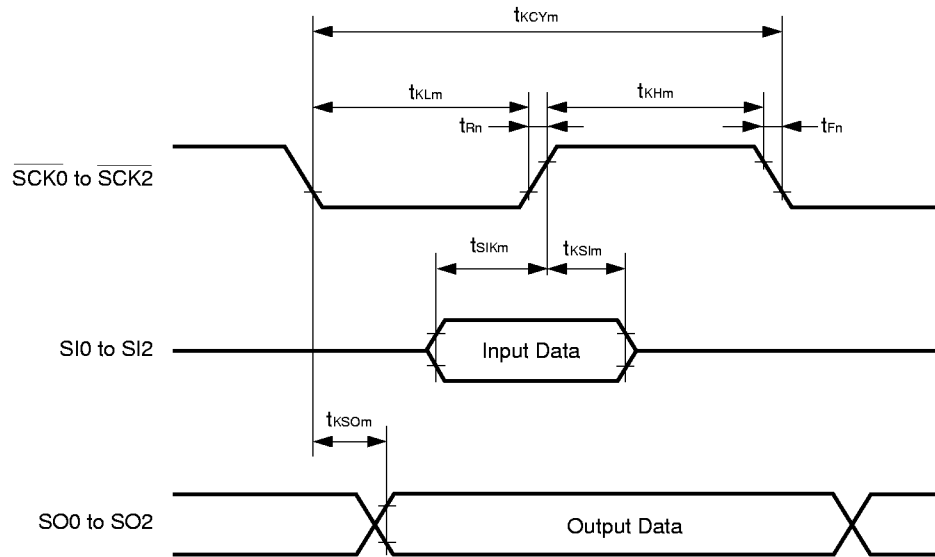 tKCYm
tKLm
tKHm
tRn
tFn
SCK0 to SCK2
tSIKm
tKSIm
SI0 to SI2
Input Data
tKSOm
SO0 to SO2
Output Data